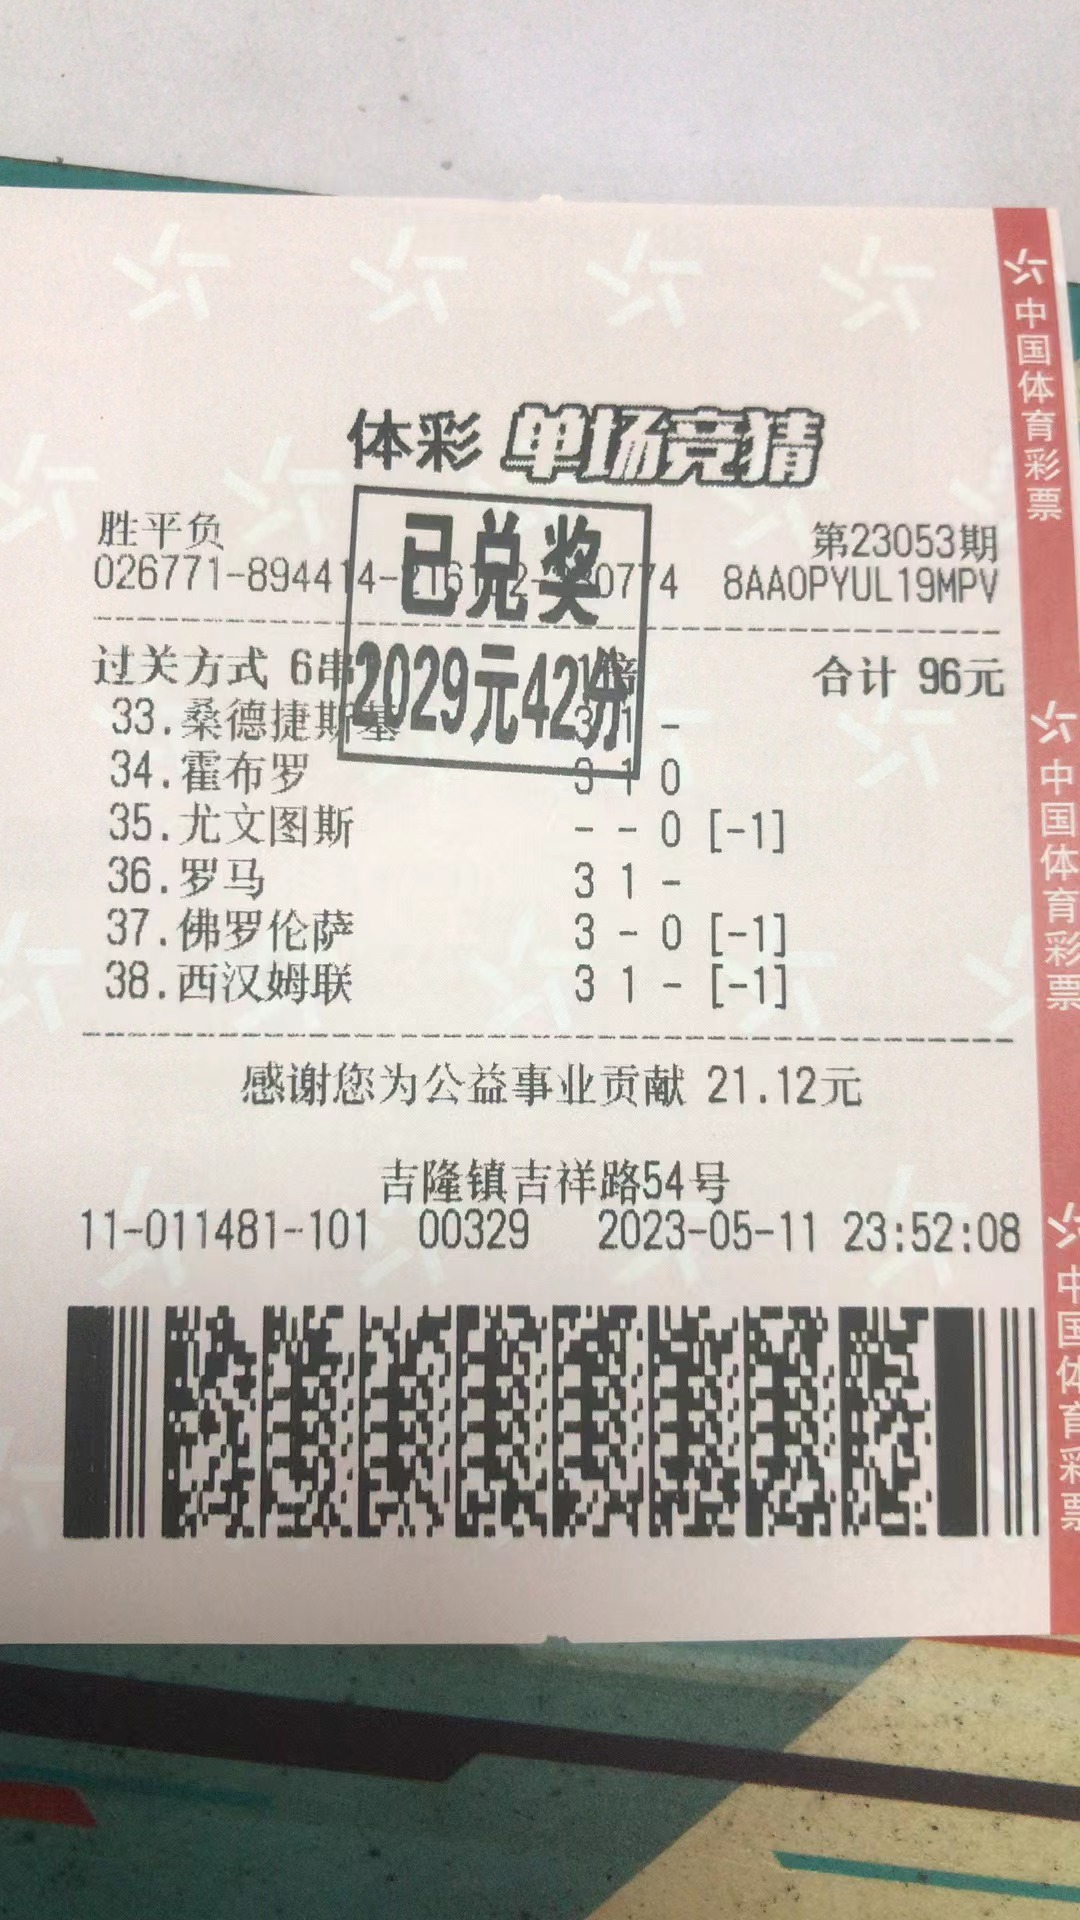 体彩 单场竞猜
胜平负 第23053期
026771-894414- 0774 8AAOPYUL19MPV
已兑奖
2029元42分
过关方式 6串 倍 合计 96元
33.桑德捷斯基 3 1 -
34.霍布罗 3 1 0
35.尤文图斯 - - 0 [-1]
36.罗马 3 1 -
37.佛罗伦萨 3 - 0 [-1]
38.西汉姆联 3 1 - [-1]
感谢您为公益事业贡献 21.12元
吉隆镇吉祥路54号
11-011481-101 00329 2023-05-11 23:52:08
中国体育彩票
中国体育彩票
中国体育彩票